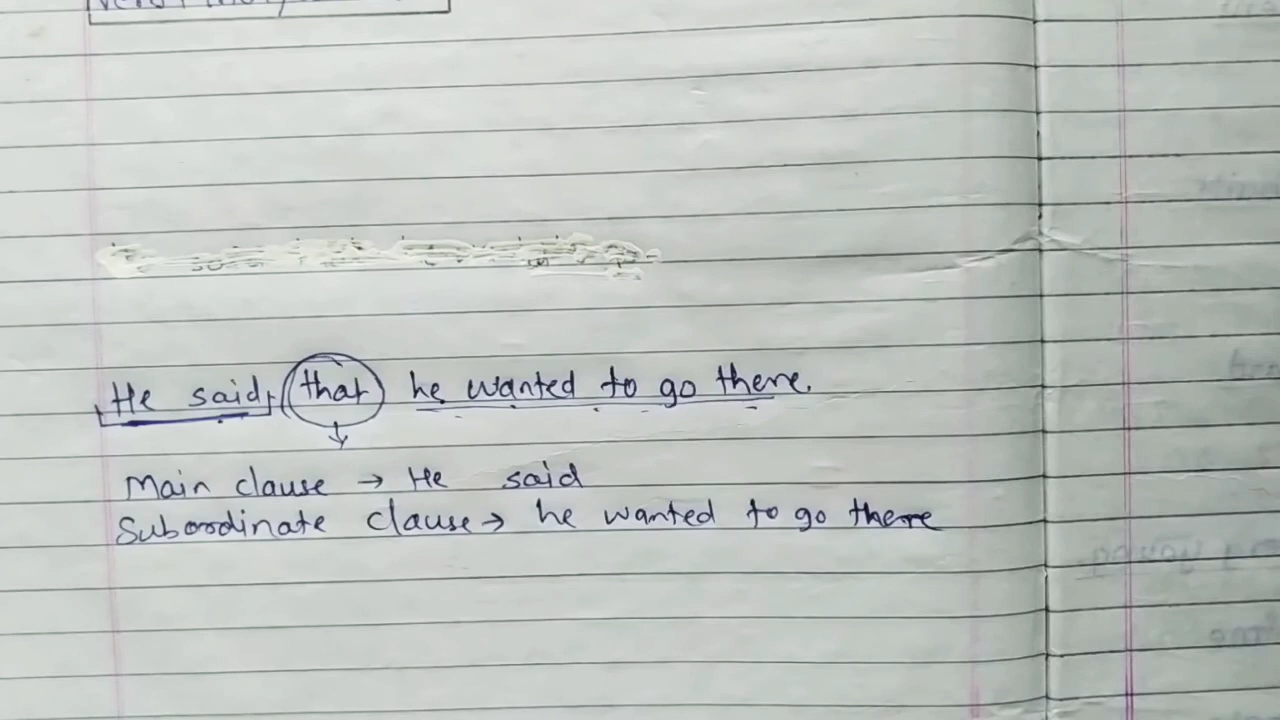 He said, that he wanted to go there.
Main clause → He said
Subordinate clause → he wanted to go there